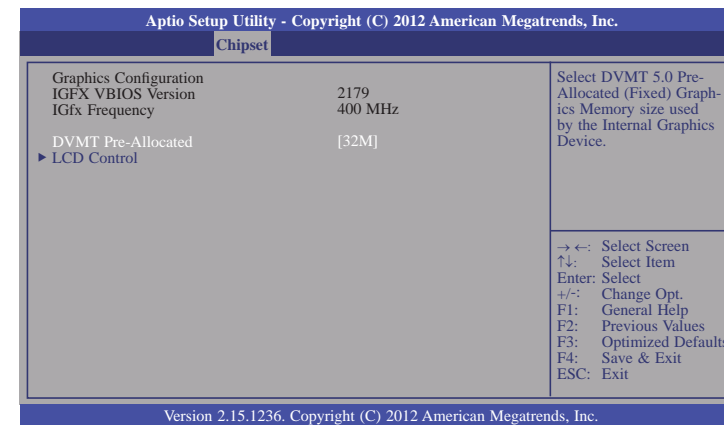 Aptio Setup Utility - Copyright (C) 2012 American Megatrends, Inc.
Chipset
Graphics Configuration
IGFX VBIOS Version 2179
IGfx Frequency 400 MHz
DVMT Pre-Allocated [32M]
▶ LCD Control
Select DVMT 5.0 Pre-
Allocated (Fixed) Graph-
ics Memory size used
by the Internal Graphics
Device.
→←: Select Screen
↑↓: Select Item
Enter: Select
+/-: Change Opt.
F1: General Help
F2: Previous Values
F3: Optimized Defaults
F4: Save & Exit
ESC: Exit
Version 2.15.1236. Copyright (C) 2012 American Megatrends, Inc.